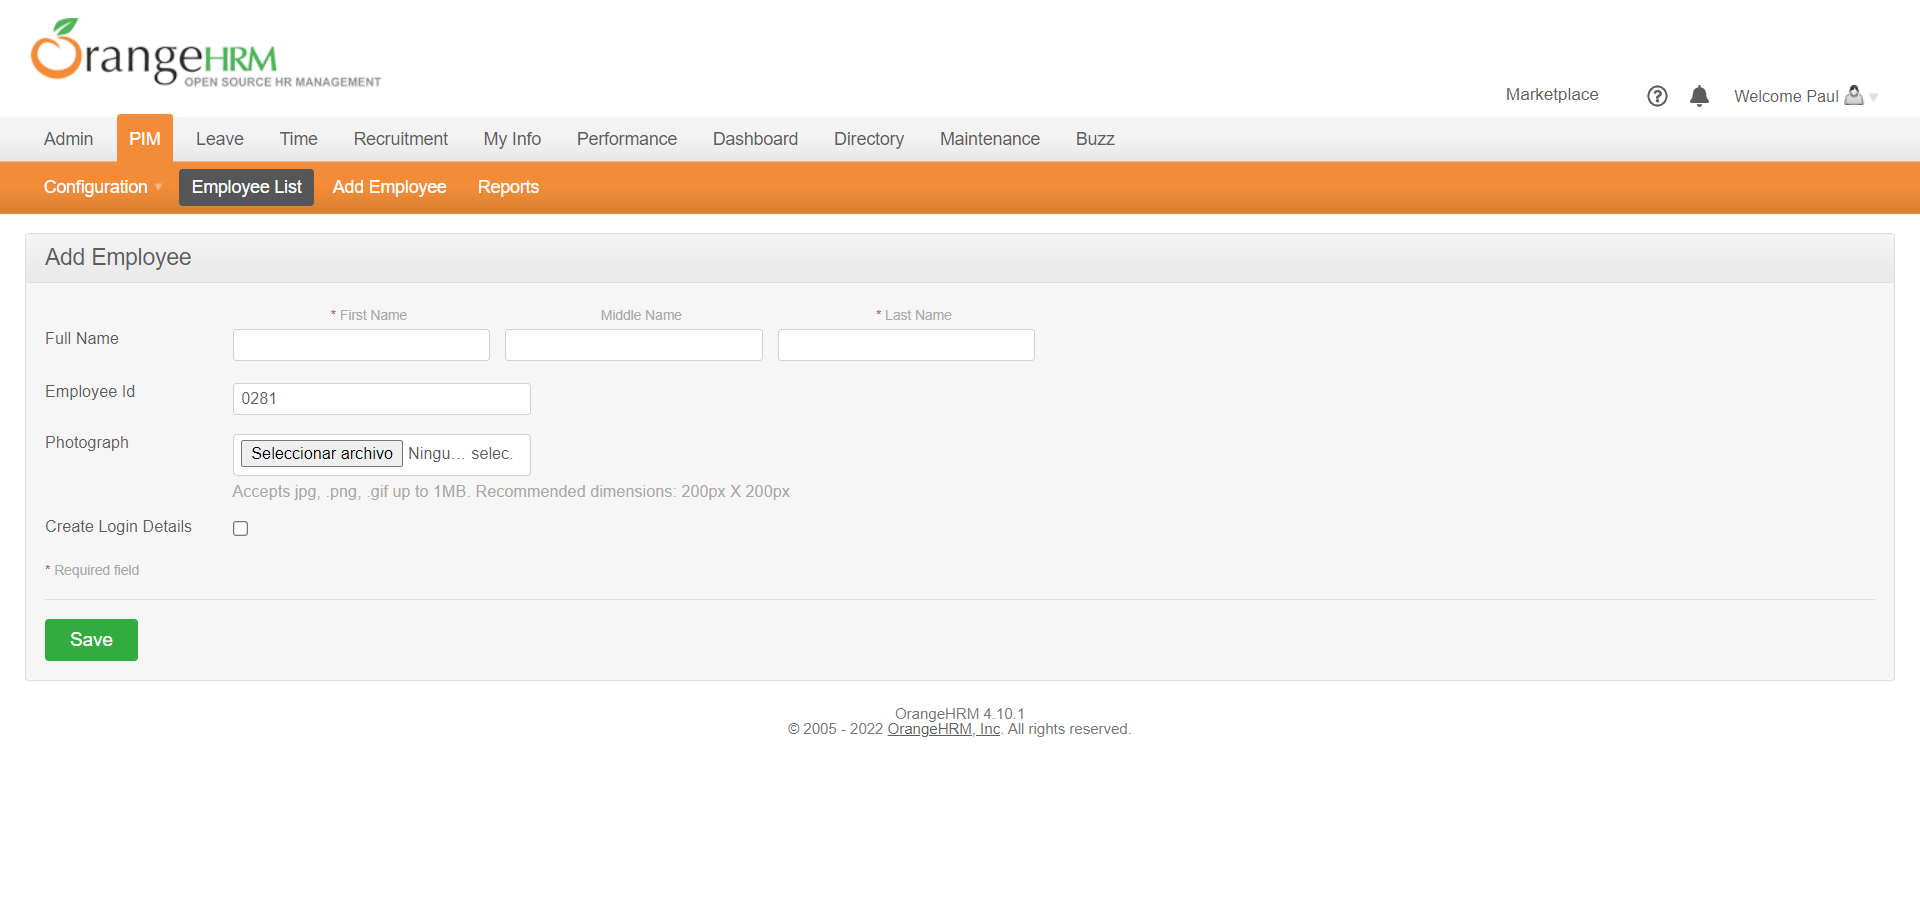 OrangeHRM
OPEN SOURCE HR MANAGEMENT
Marketplace
Welcome Paul
Admin PIM Leave Time Recruitment My Info Performance Dashboard Directory Maintenance Buzz
Configuration Employee List Add Employee Reports
Add Employee
* First Name Middle Name * Last Name
Full Name
Employee Id 0281
Photograph Seleccionar archivo Ningu… selec.
Accepts jpg, .png, .gif up to 1MB. Recommended dimensions: 200px X 200px
Create Login Details
* Required field
Save
OrangeHRM 4.10.1
© 2005 - 2022 OrangeHRM, Inc. All rights reserved.